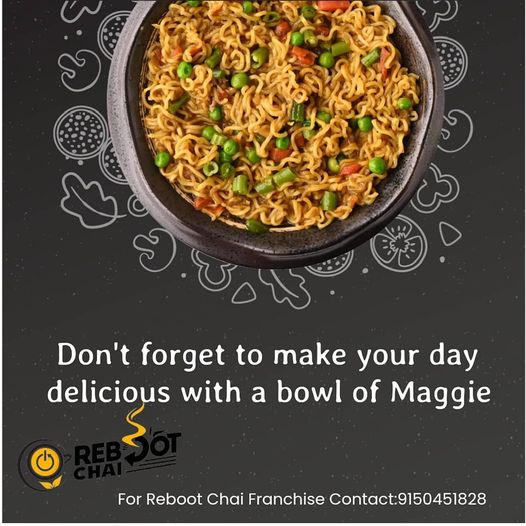 Don't forget to make your day
delicious with a bowl of Maggie
REBOOT
CHAI
For Reboot Chai Franchise Contact:9150451828